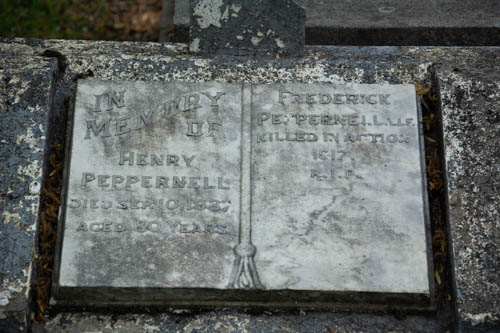 IN
MEMORY
OF
HENRY
PEPPERNELL
DIED SEP. 10, 1937
AGED 80 YEARS.
FREDERICK
PEPPERNELL A.I.F.
KILLED IN ACTION
1917.
R.I.P.